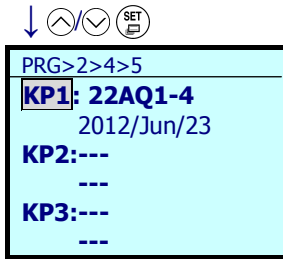 ↓ /
SET
PRG>2>4>5
KP1: 22AQ1-4
2012/Jun/23
KP2:---
---
KP3:---
---